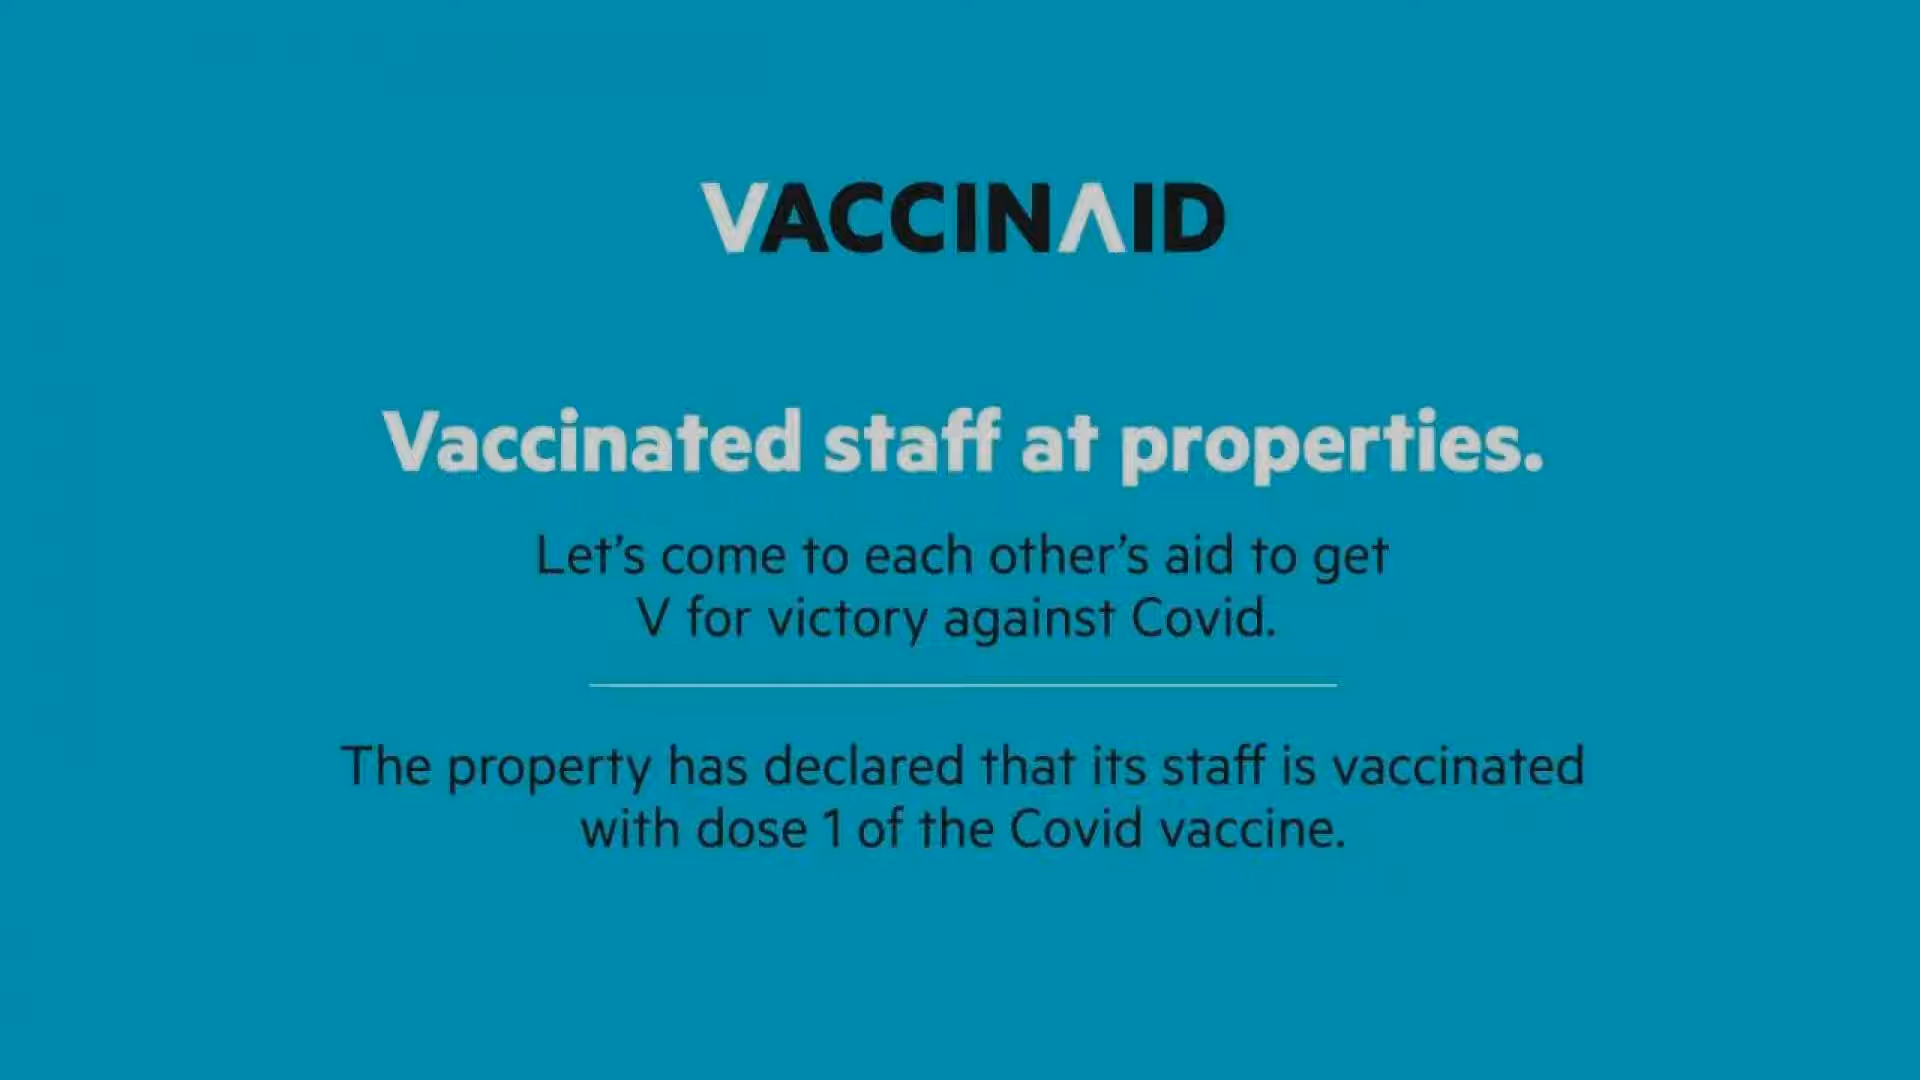 VACCINAID
Vaccinated staff at properties.
Let’s come to each other’s aid to get
V for victory against Covid.
The property has declared that its staff is vaccinated
with dose 1 of the Covid vaccine.